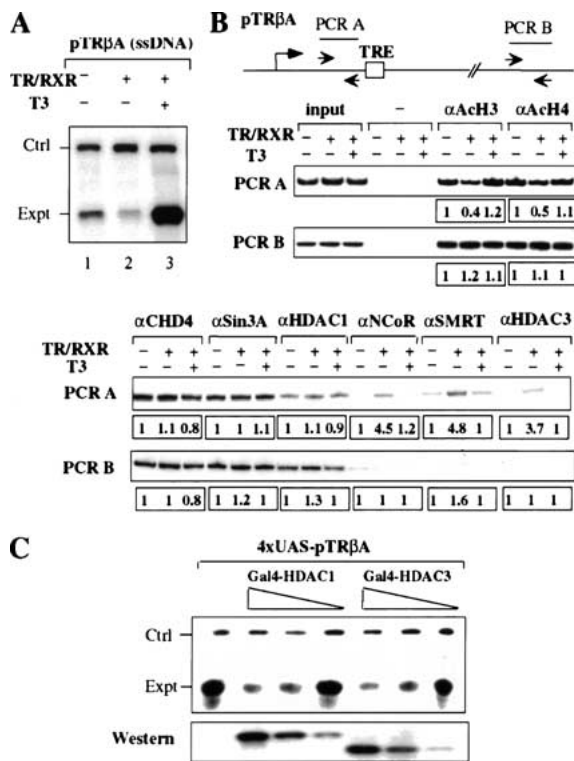 A
pTRβA (ssDNA)
TR/RXR - + +
T3 +
Ctrl
Expt
1 2 3
B
pTRβA
PCR A
TRE
PCR B
input - αAcH3 αAcH4
TR/RXR - + + - + + - + + - + +
T3 + + + +
PCR A
1 0.4 1.2 1 0.5 1.1
PCR B
1 1.2 1.1 1 1.1 1
αCHD4 αSin3A αHDAC1 αNCoR αSMRT αHDAC3
TR/RXR - + + - + + - + + - + + - + + - + +
T3 + + + + + +
PCR A
1 1.1 0.8 1 1 1.1 1 1.1 0.9 1 4.5 1.2 1 4.8 1 1 3.7 1
PCR B
1 1 0.8 1 1.2 1 1 1.3 1 1 1 1 1 1.6 1 1 1 1
C
4xUAS-pTRβA
Gal4-HDAC1 Gal4-HDAC3
Ctrl
Expt
Western